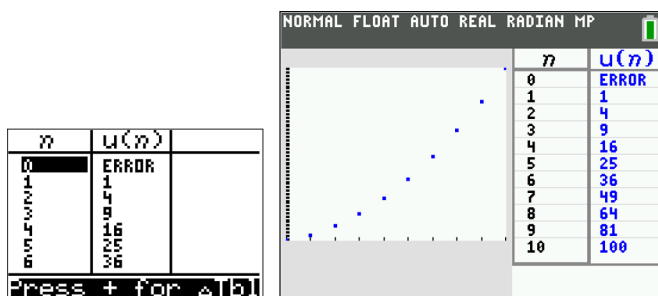 n u(n)
0 ERROR
1 1
2 4
3 9
4 16
5 25
6 36
Press + for △Tbl
NORMAL FLOAT AUTO REAL RADIAN MP
n u(n)
0 ERROR
1 1
2 4
3 9
4 16
5 25
6 36
7 49
8 64
9 81
10 100